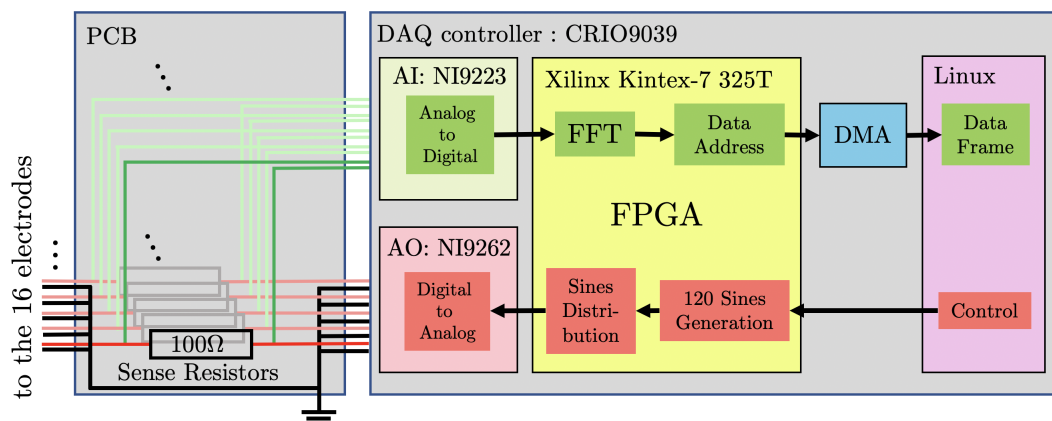 PCB
DAQ controller : CRIO9039
AI: NI9223
Analog
to
Digital
Xilinx Kintex-7 325T
FFT
Data
Address
DMA
Linux
Data
Frame
FPGA
AO: NI9262
Digital
to
Analog
Sines
Distri-
bution
120 Sines
Generation
Control
to the 16 electrodes
100Ω
Sense Resistors